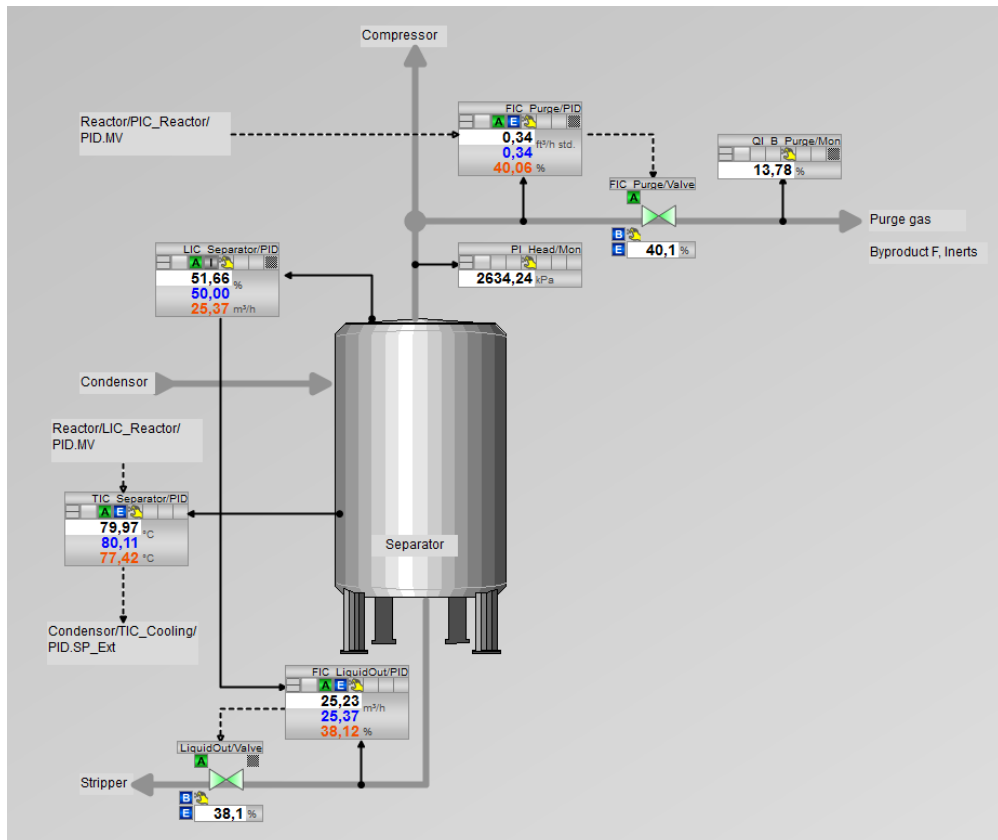 Compressor
Reactor/PIC_Reactor/
PID.MV
FIC_Purge/PID
A E
0,34 ft³/h std.
0,34
40,06 %
QI_B_Purge/Mon
13,78 %
FIC_Purge/Valve
A
B
E 40,1 %
Purge gas
Byproduct F, Inerts
LIC_Separator/PID
A I
51,66 %
50,00
25,37 m³/h
PI_Head/Mon
2634,24 kPa
Condensor
Reactor/LIC_Reactor/
PID.MV
TIC_Separator/PID
A E
79,97 °C
80,11
77,42 °C
Separator
Condensor/TIC_Cooling/
PID.SP_Ext
FIC_LiquidOut/PID
A E
25,23 m³/h
25,37
38,12 %
LiquidOut/Valve
A
Stripper
B
E 38,1 %